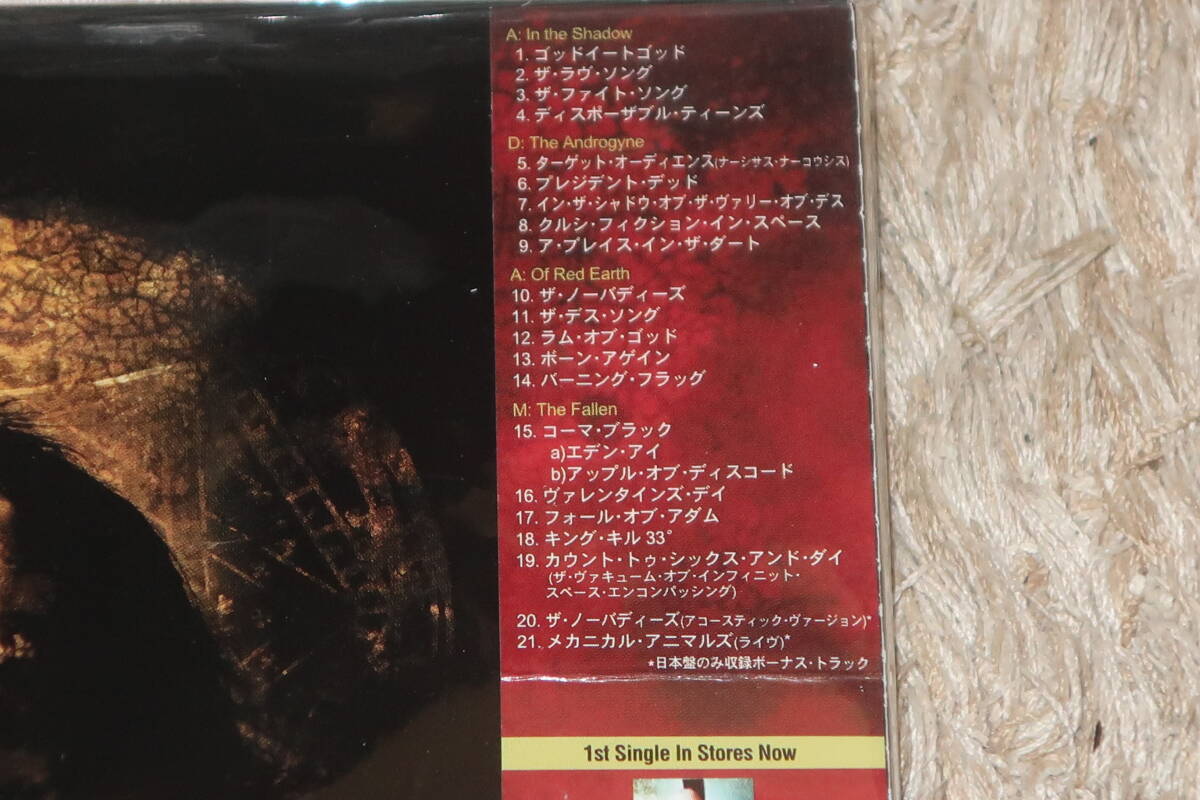 A: In the Shadow
1. ゴッドイートゴッド
2. ザ・ラヴ・ソング
3. ザ・ファイト・ソング
4. ディスポーザブル・ティーンズ
D: The Androgyne
5. ターゲット・オーディエンス(ナーシサス・ナーコウシス)
6. プレジデント・デッド
7. イン・ザ・シャドウ・オブ・ザ・ヴァリー・オブ・デス
8. クルシ・フィクション・イン・スペース
9. ア・プレイス・イン・ザ・ダート
A: Of Red Earth
10. ザ・ノーバディーズ
11. ザ・デス・ソング
12. ラム・オブ・ゴッド
13. ボーン・アゲイン
14. バーニング・フラッグ
M: The Fallen
15. コーマ・ブラック
a)エデン・アイ
b)アップル・オブ・ディスコード
16. ヴァレンタインズ・デイ
17. フォール・オブ・アダム
18. キング・キル 33°
19. カウント・トゥ・シックス・アンド・ダイ
(ザ・ヴァキューム・オブ・インフィニット・
スペース・エンコンパッシング)
20. ザ・ノーバディーズ(アコースティック・ヴァージョン)*
21. メカニカル・アニマルズ(ライヴ)*
*日本盤のみ収録ボーナス・トラック
1st Single In Stores Now